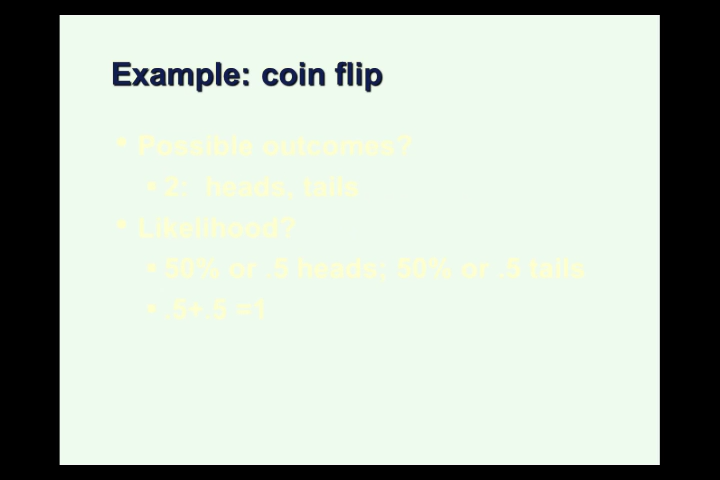 Example: coin flip
• Possible outcomes?
• 2: heads, tails
• Likelihood?
• 50% or .5 heads; 50% or .5 tails
• .5+.5 =1